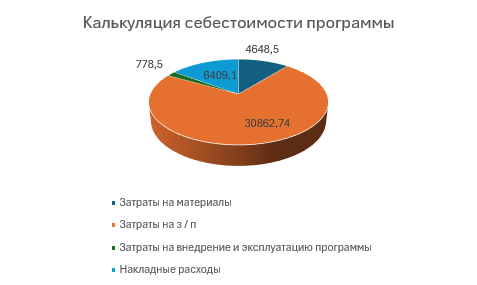 Калькуляция себестоимости программы
4648,5
778,5
6409,1
30862,74
Затраты на материалы
Затраты на з / п
Затраты на внедрение и эксплуатацию программы
Накладные расходы